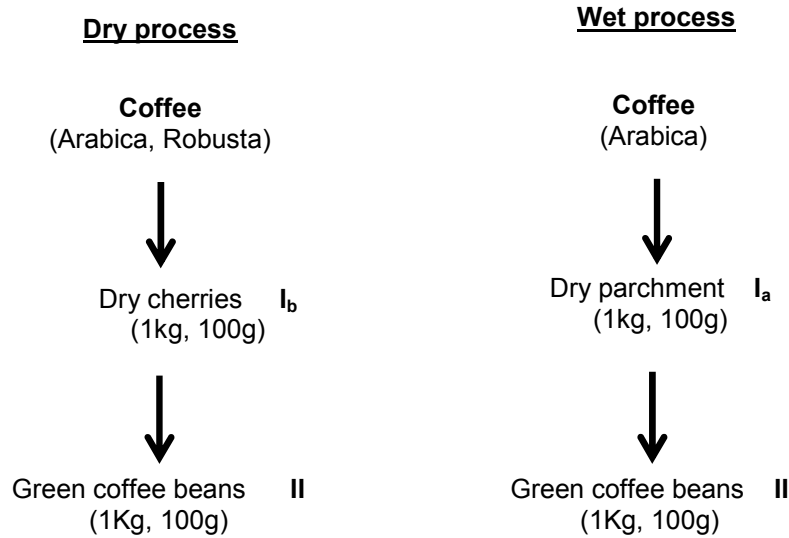 Dry process
Coffee
(Arabica, Robusta)
Dry cherries I_b
(1kg, 100g)
Green coffee beans II
(1Kg, 100g)
Wet process
Coffee
(Arabica)
Dry parchment I_a
(1kg, 100g)
Green coffee beans II
(1Kg, 100g)